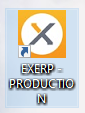 EXERP -
PRODUCTIO
N